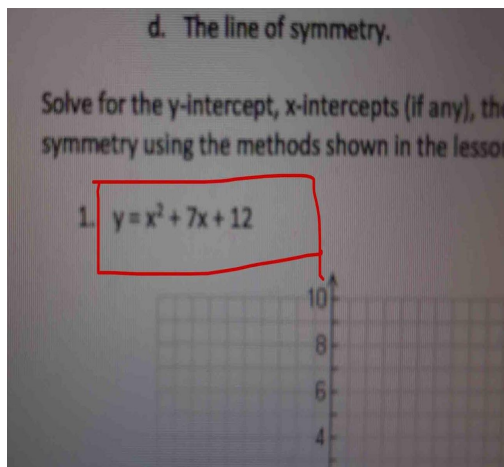 d. The line of symmetry.
Solve for the y-intercept, x-intercepts (if any), the
symmetry using the methods shown in the lesso
1. y = x² + 7x + 12
10
8
6
4